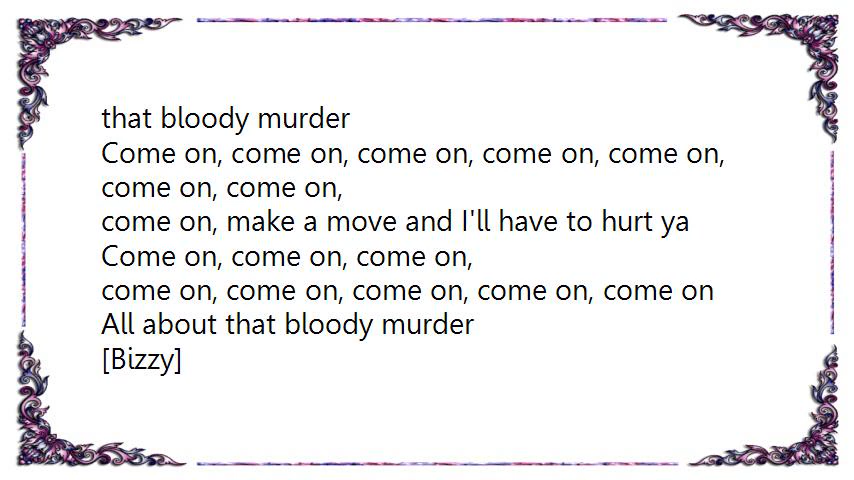 that bloody murder
Come on, come on, come on, come on, come on,
come on, come on,
come on, make a move and I'll have to hurt ya
Come on, come on, come on,
come on, come on, come on, come on, come on
All about that bloody murder
[Bizzy]